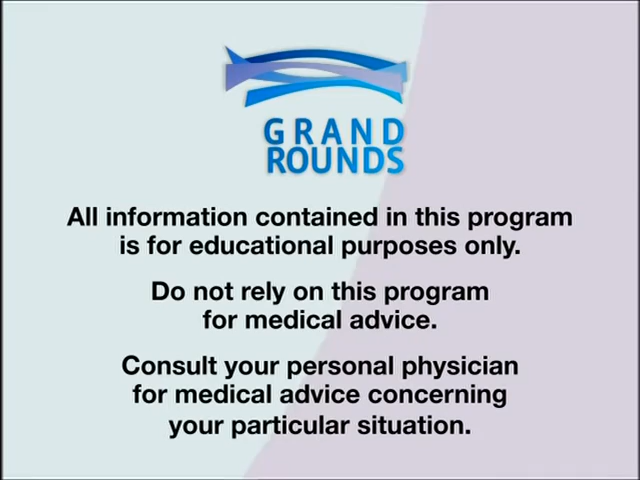 GRAND
ROUNDS
All information contained in this program
is for educational purposes only.
Do not rely on this program
for medical advice.
Consult your personal physician
for medical advice concerning
your particular situation.